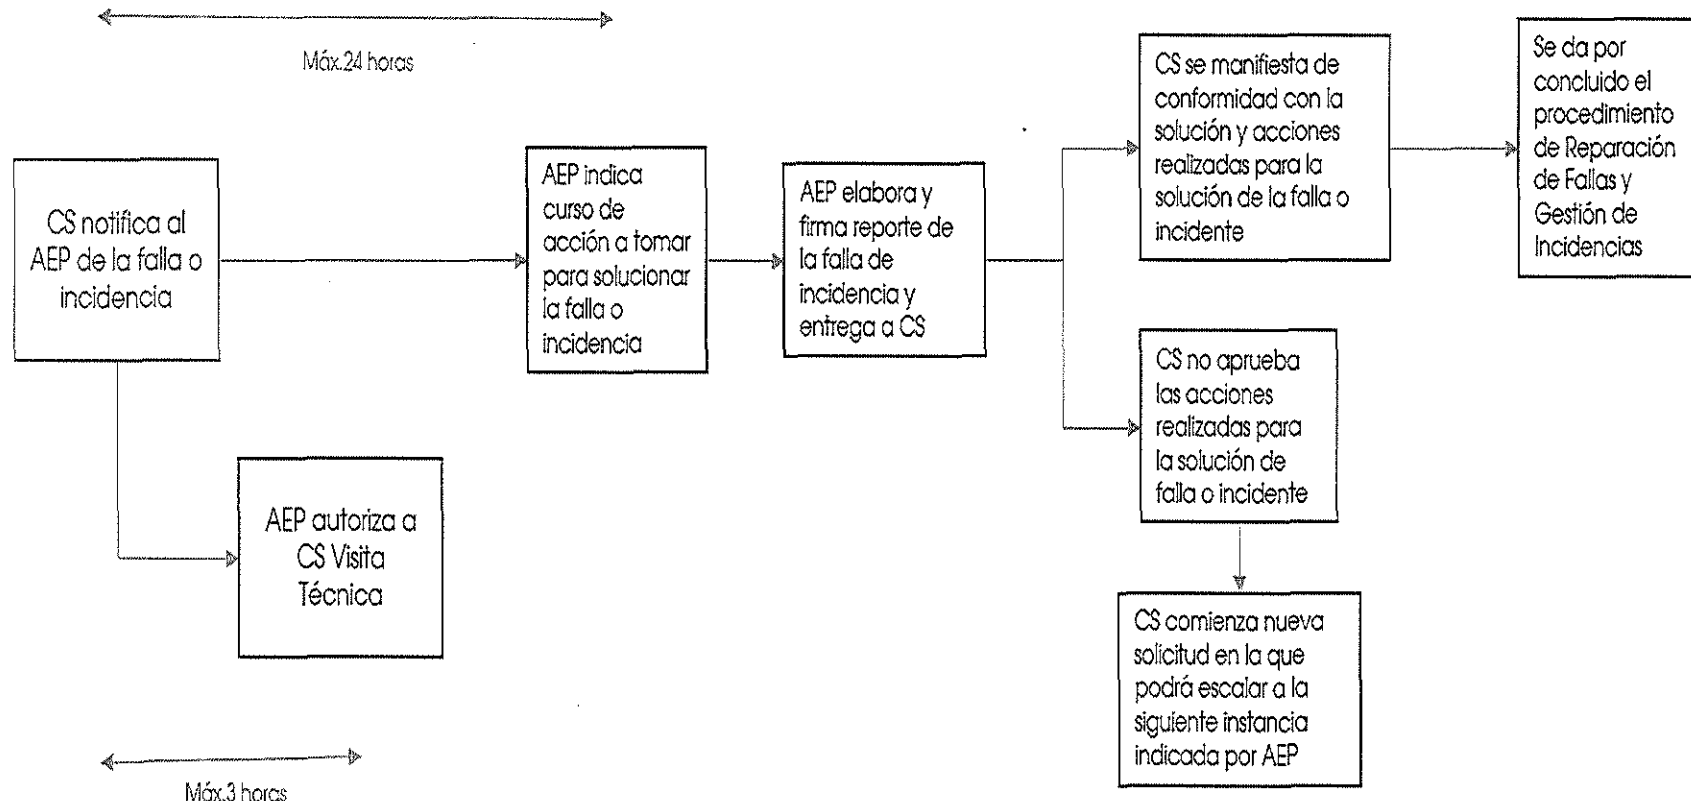 Máx.24 horas
CS notifica al
AEP de la falla o
incidencia
AEP autoriza a
CS Visita
Técnica
Máx.3 horas
AEP indica
curso de
acción a tomar
para solucionar
la falla o
incidencia
AEP elabora y
firma reporte de
la falla de
incidencia y
entrega a CS
CS se manifiesta de
conformidad con la
solución y acciones
realizadas para la
solución de la falla o
incidente
Se da por
concluido el
procedimiento
de Reparación
de Fallas y
Gestión de
Incidencias
CS no aprueba
las acciones
realizadas para
la solución de
falla o incidente
CS comienza nueva
solicitud en la que
podrá escalar a la
siguiente instancia
indicada por AEP